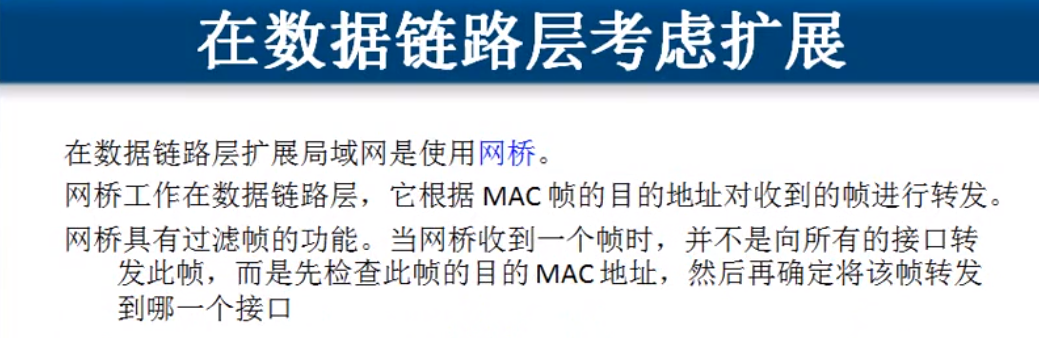 在数据链路层考虑扩展
在数据链路层扩展局域网是使用网桥。
网桥工作在数据链路层，它根据 MAC 帧的目的地址对收到的帧进行转发。
网桥具有过滤帧的功能。当网桥收到一个帧时，并不是向所有的接口转
发此帧，而是先检查此帧的目的 MAC 地址，然后再确定将该帧转发
到哪一个接口